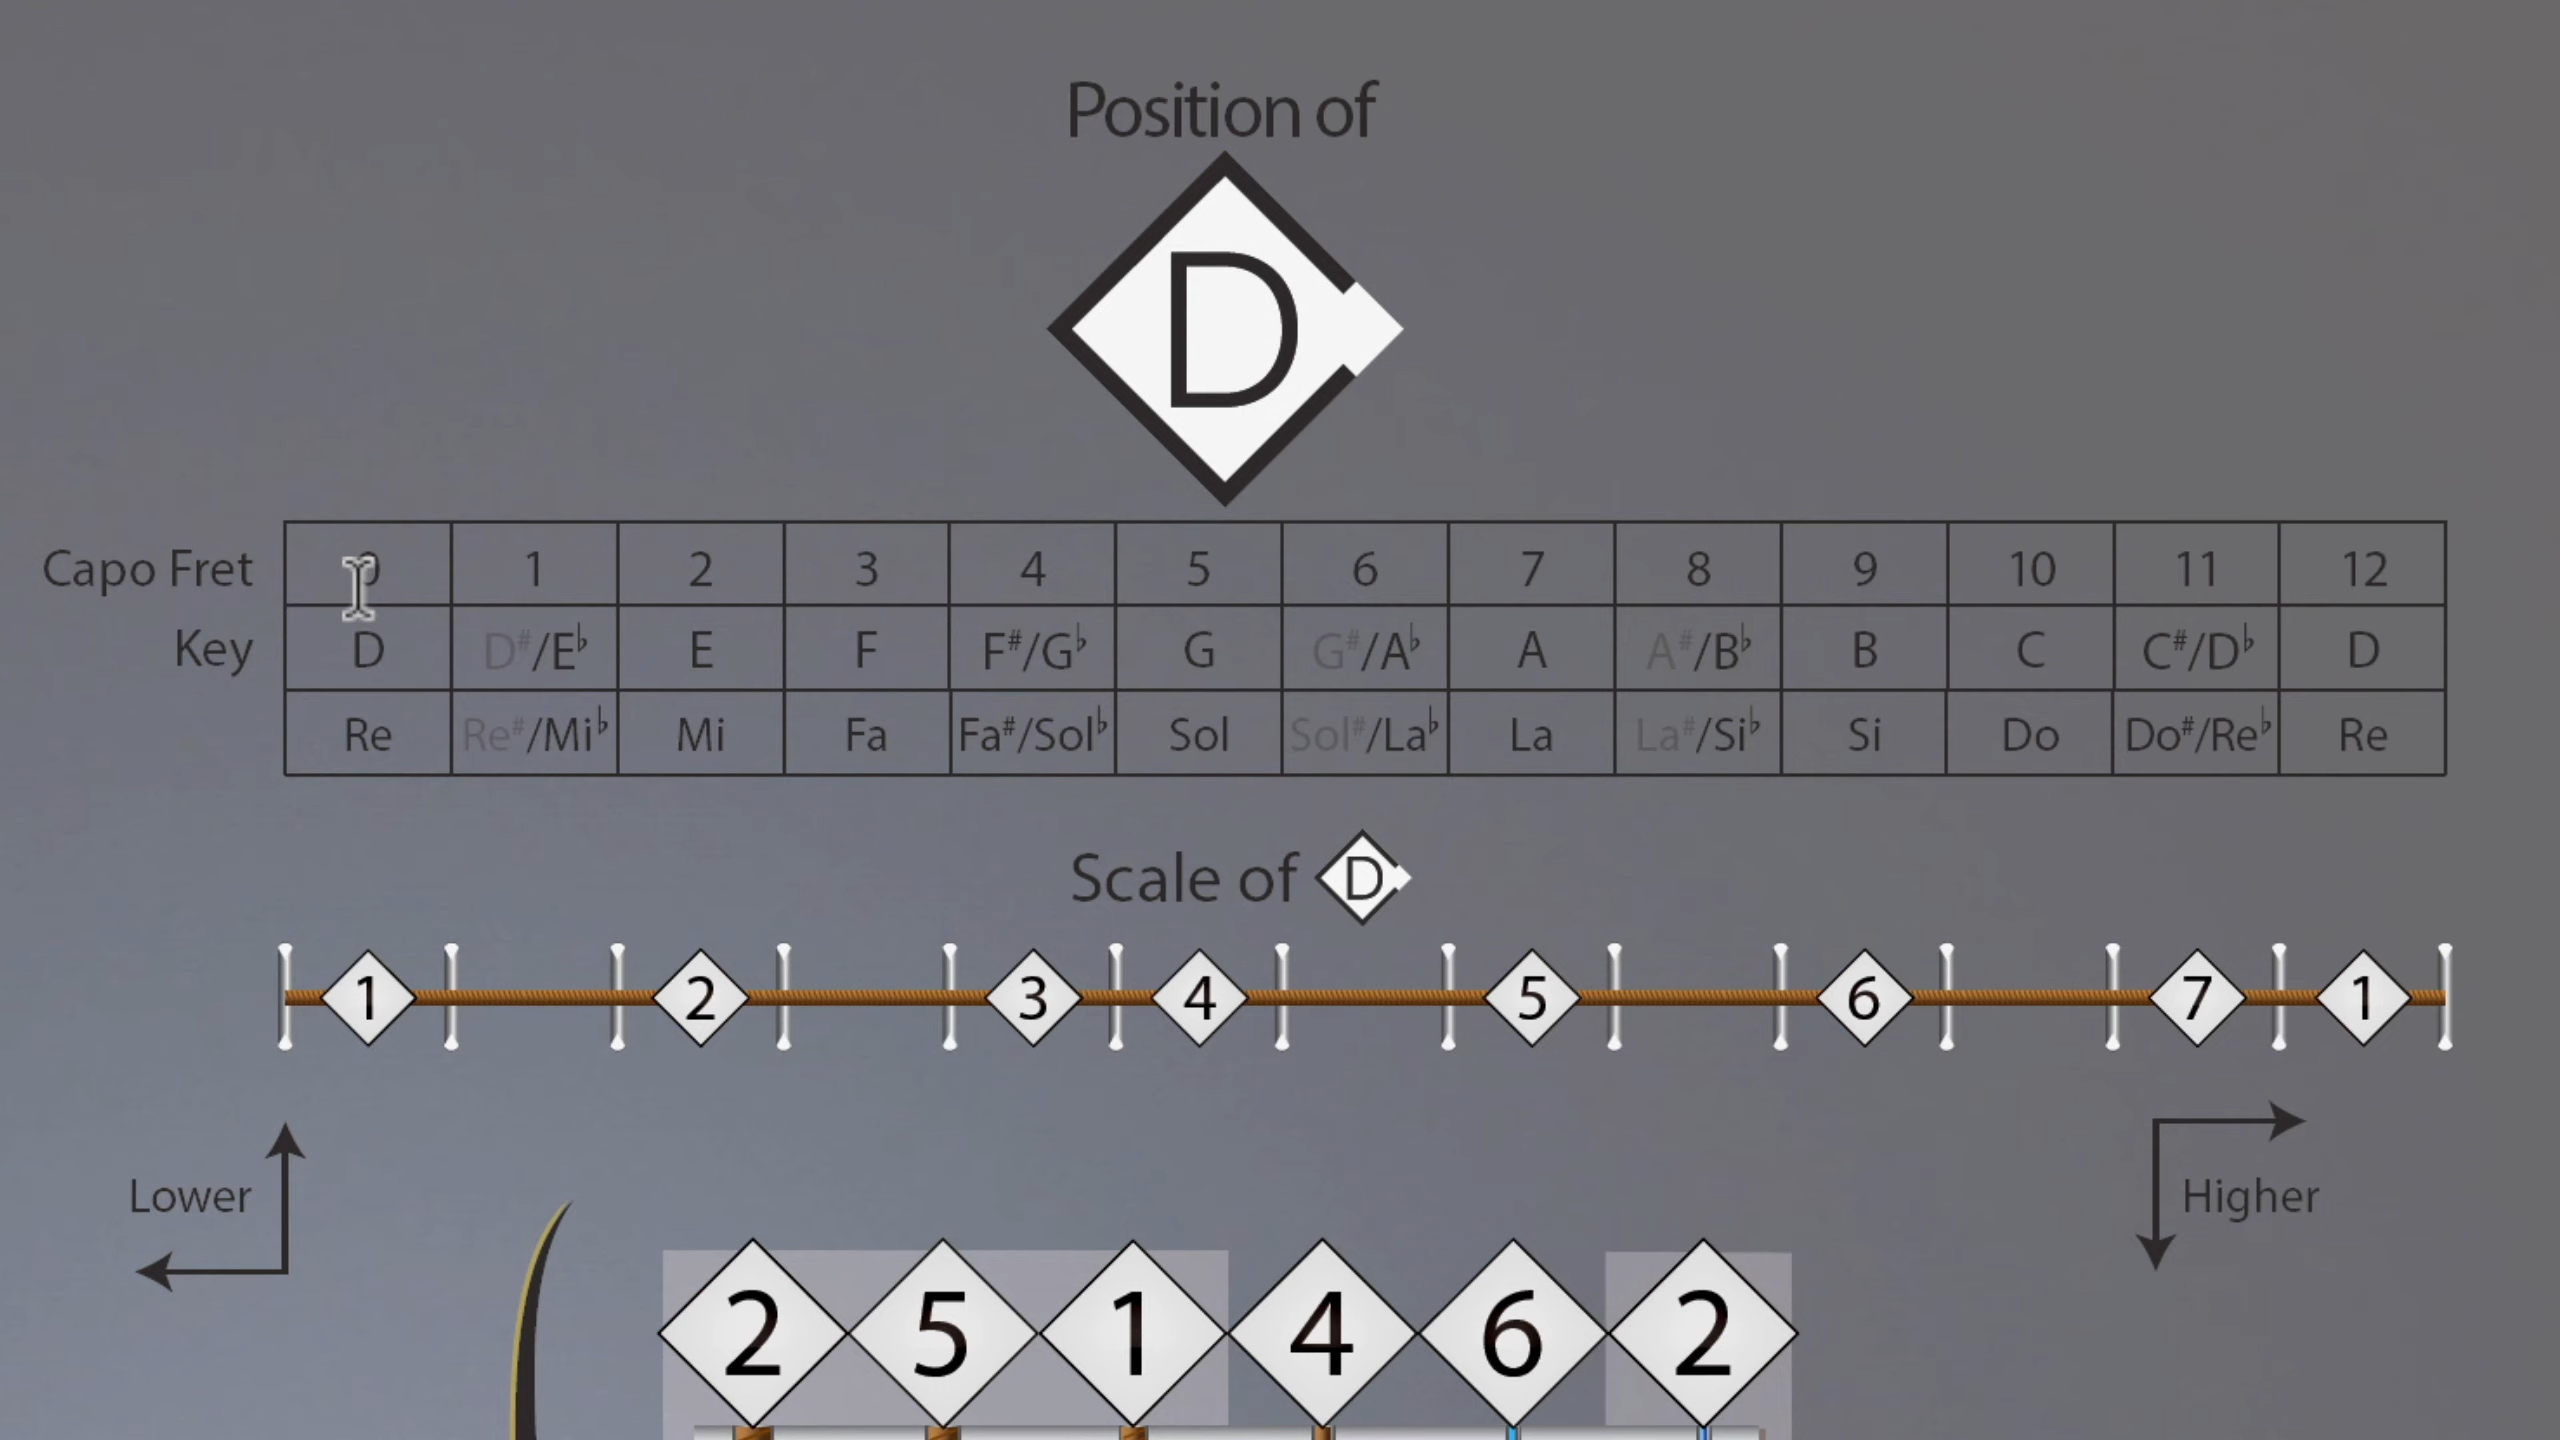 Position of
D
Capo Fret 0 1 2 3 4 5 6 7 8 9 10 11 12
Key D D#/E♭ E F F#/G♭ G G#/A♭ A A#/B♭ B C C#/D♭ D
Re Re#/Mi♭ Mi Fa Fa#/Sol♭ Sol Sol#/La♭ La La#/Si♭ Si Do Do#/Re♭ Re
Scale of D
1 2 3 4 5 6 7 1
Lower
Higher
2 5 1 4 6 2